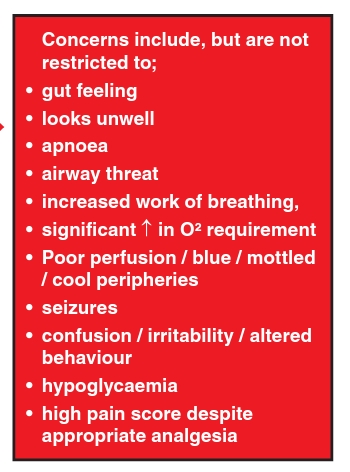 Concerns include, but are not
restricted to;
• gut feeling
• looks unwell
• apnoea
• airway threat
• increased work of breathing,
• significant ↑ in O² requirement
• Poor perfusion / blue / mottled
/ cool peripheries
• seizures
• confusion / irritability / altered
behaviour
• hypoglycaemia
• high pain score despite
appropriate analgesia